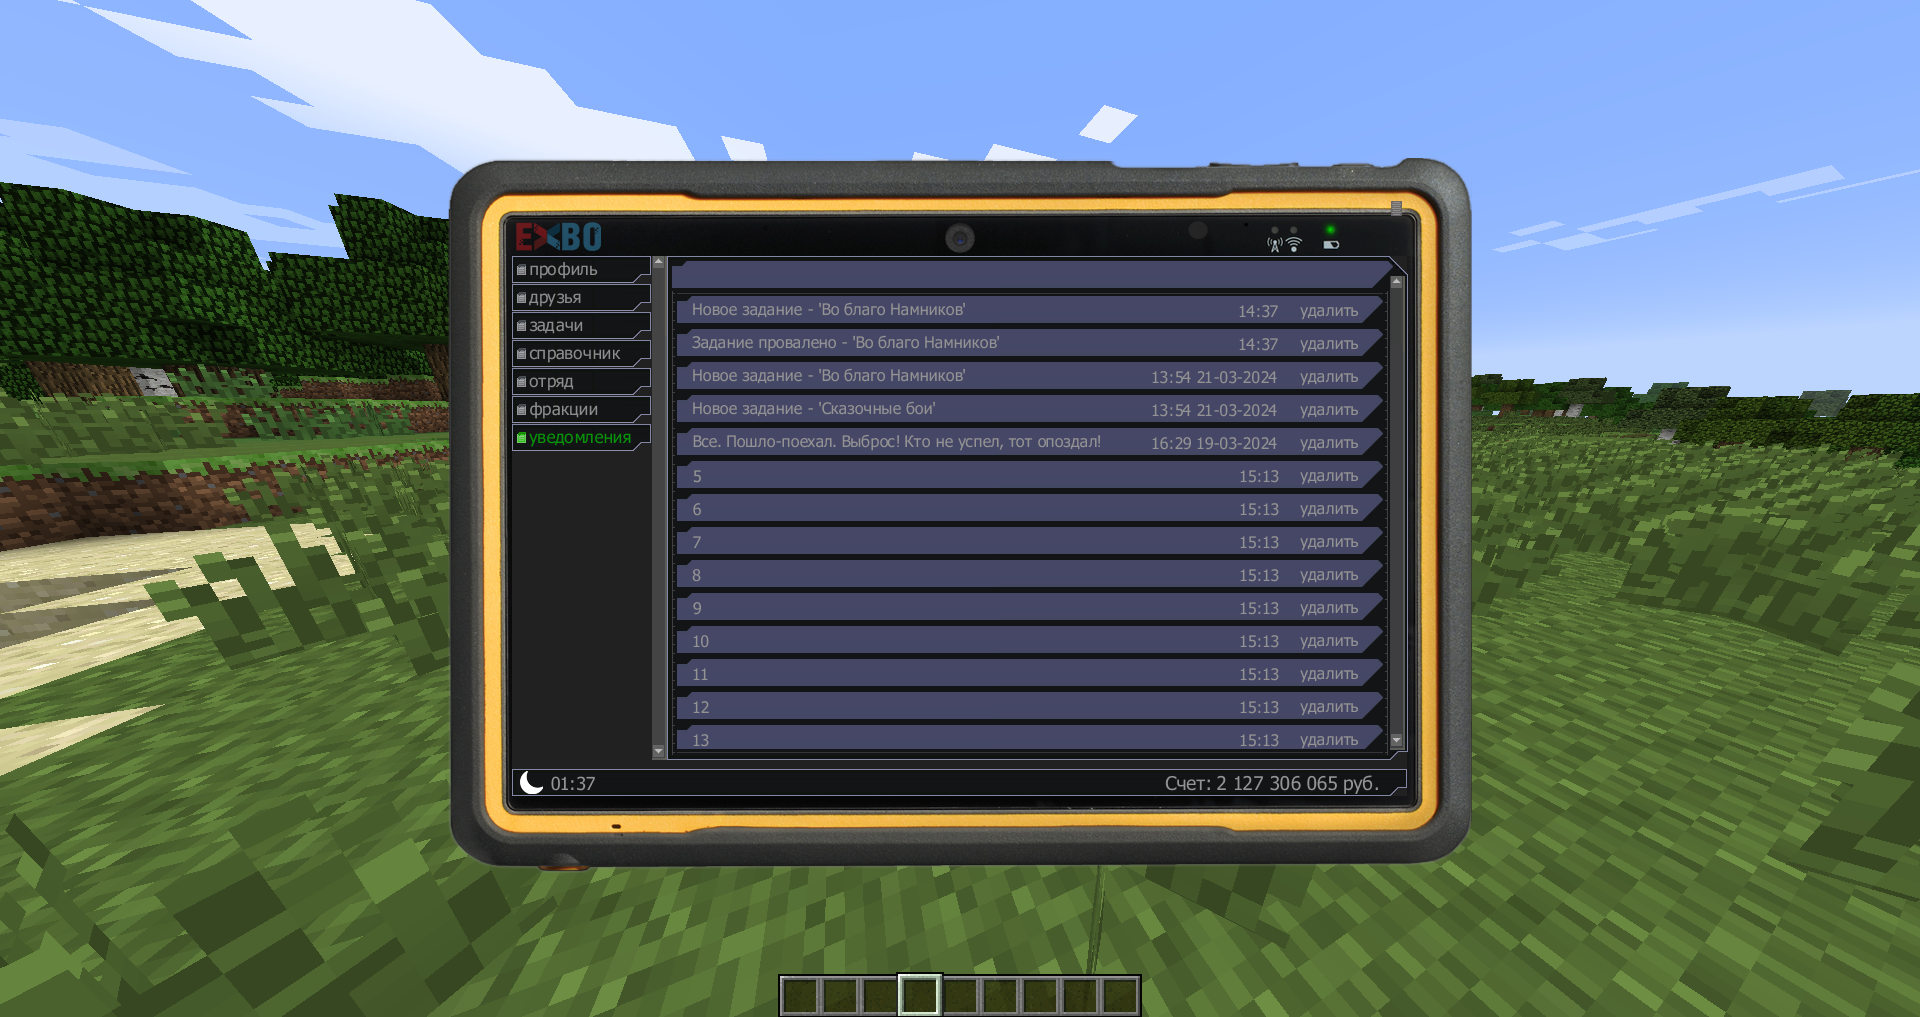 EXBO
профиль
друзья
задачи
справочник
отряд
фракции
уведомления
Новое задание - 'Во благо Намников' 14:37 удалить
Задание провалено - 'Во благо Намников' 14:37 удалить
Новое задание - 'Во благо Намников' 13:54 21-03-2024 удалить
Новое задание - 'Сказочные бои' 13:54 21-03-2024 удалить
Все. Пошло-поехал. Выброс! Кто не успел, тот опоздал! 16:29 19-03-2024 удалить
5 15:13 удалить
6 15:13 удалить
7 15:13 удалить
8 15:13 удалить
9 15:13 удалить
10 15:13 удалить
11 15:13 удалить
12 15:13 удалить
13 15:13 удалить
01:37 Счет: 2 127 306 065 руб.